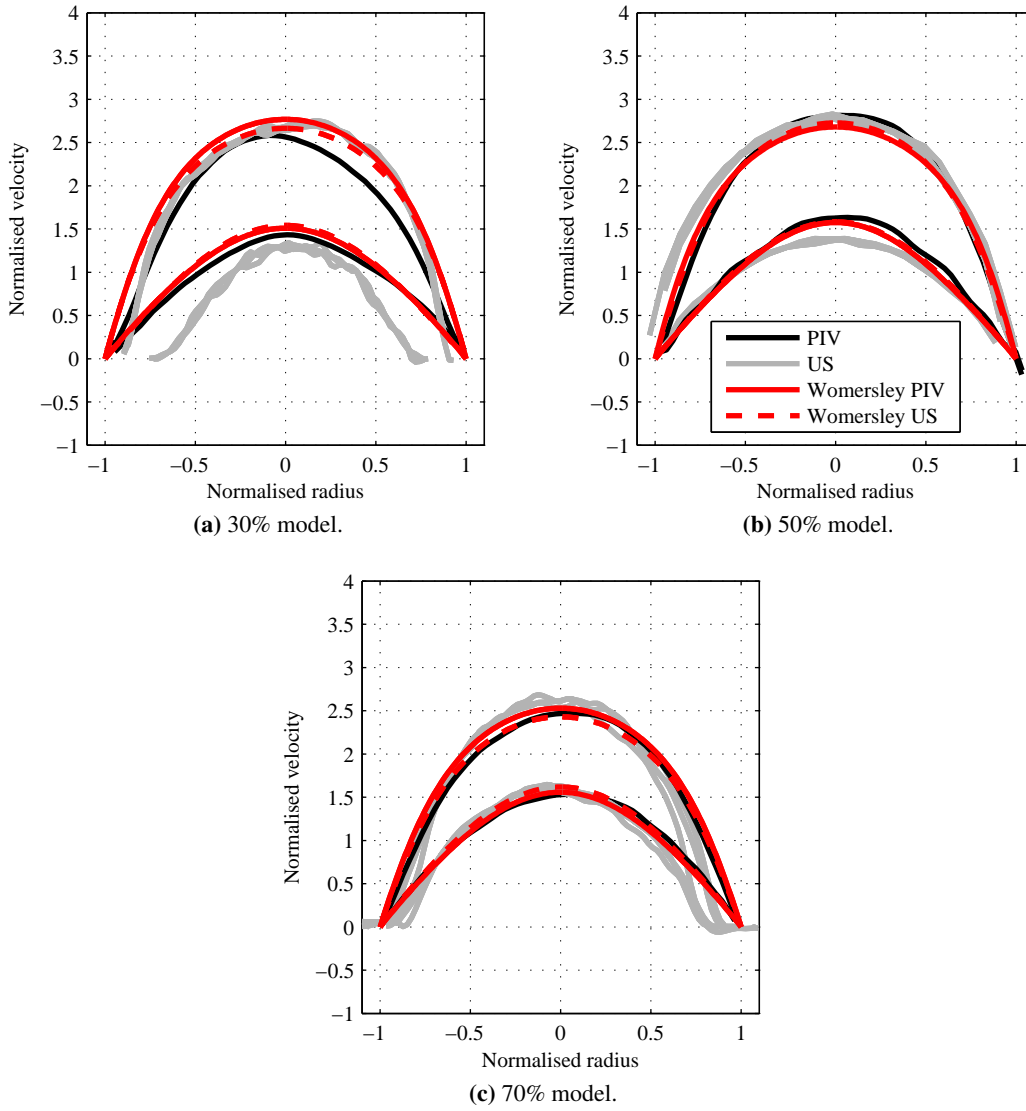 4
3.5
3
2.5
2
1.5
1
0.5
0
−0.5
−1
Normalised velocity
−1 −0.5 0 0.5 1
Normalised radius
(a) 30% model.
4
3.5
3
2.5
2
1.5
1
0.5
0
−0.5
−1
Normalised velocity
PIV
US
Womersley PIV
Womersley US
−1 −0.5 0 0.5 1
Normalised radius
(b) 50% model.
4
3.5
3
2.5
2
1.5
1
0.5
0
−0.5
−1
Normalised velocity
−1 −0.5 0 0.5 1
Normalised radius
(c) 70% model.